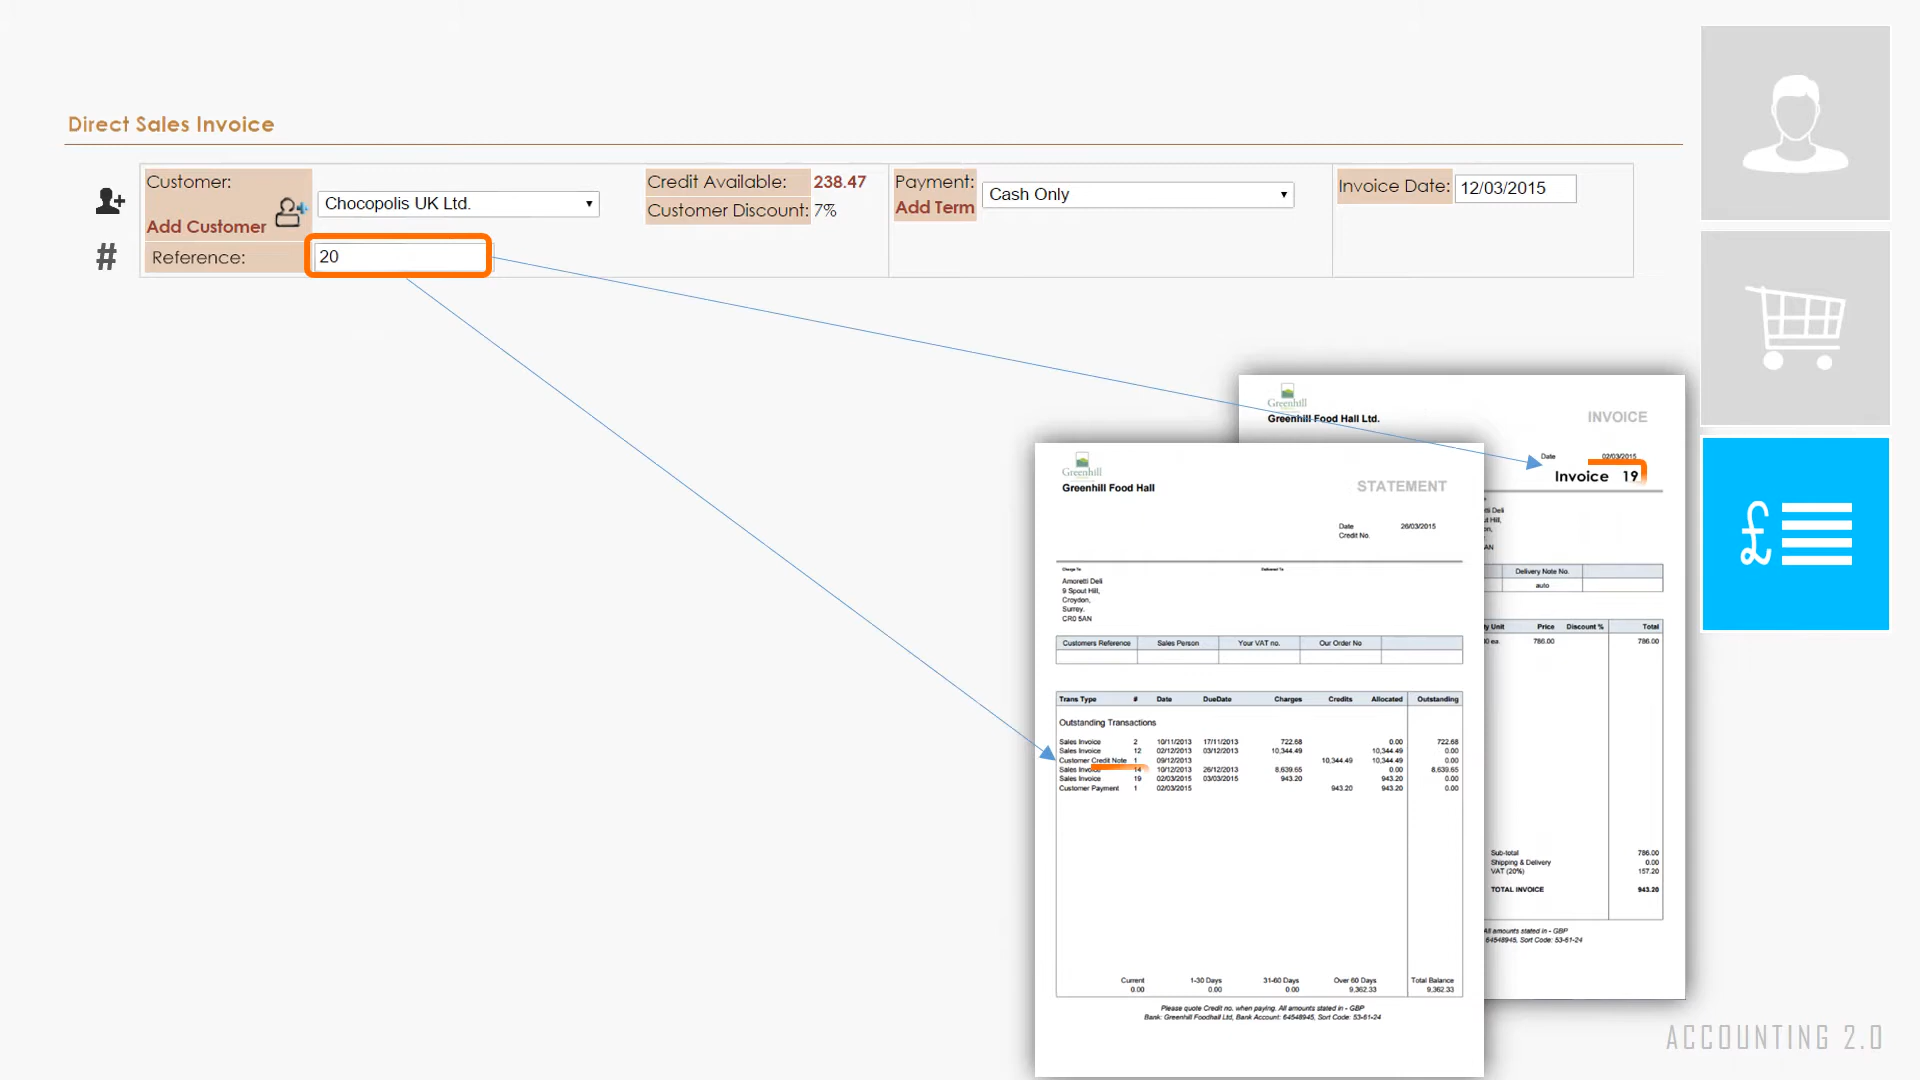 Direct Sales Invoice
Customer:
Add Customer
Chocopolis UK Ltd.
Reference:
20
Credit Available: 238.47
Customer Discount: 7%
Payment:
Add Term
Cash Only
Invoice Date: 12/03/2015
#
Greenhill
Greenhill Food Hall Ltd.
INVOICE
Date 02/03/2015
Invoice 19
Delivery Note No.
auto
Unit Price Discount % Total
ea. 786.00 786.00
Sub-total 786.00
Shipping & Delivery 0.00
VAT (20%) 157.20
TOTAL INVOICE 943.20
All amounts stated in - GBP
64548945, Sort Code: 53-61-24
Greenhill
Greenhill Food Hall
STATEMENT
Date 26/03/2015
Credit No.
Charge To
Delivered To
Amoretti Deli
9 Spout Hill,
Croydon,
Surrey.
CR0 5AN
Customers Reference Sales Person Your VAT no. Our Order No
Trans Type # Date DueDate Charges Credits Allocated Outstanding
Outstanding Transactions
Sales Invoice 2 10/11/2013 17/11/2013 722.68 0.00 722.68
Sales Invoice 12 02/12/2013 03/12/2013 10,344.49 10,344.49 0.00
Customer Credit Note 1 09/12/2013 10,344.49 10,344.49 0.00
Sales Invoice 14 10/12/2013 26/12/2013 8,639.65 0.00 8,639.65
Sales Invoice 19 02/03/2015 03/03/2015 943.20 943.20 0.00
Customer Payment 1 02/03/2015 943.20 943.20 0.00
Current 1-30 Days 31-60 Days Over 60 Days Total Balance
0.00 0.00 0.00 9,362.33 9,362.33
Please quote Credit no. when paying. All amounts stated in - GBP
Bank: Greenhill Foodhall Ltd, Bank Account: 64548945, Sort Code: 53-61-24
£
ACCOUNTING 2.0